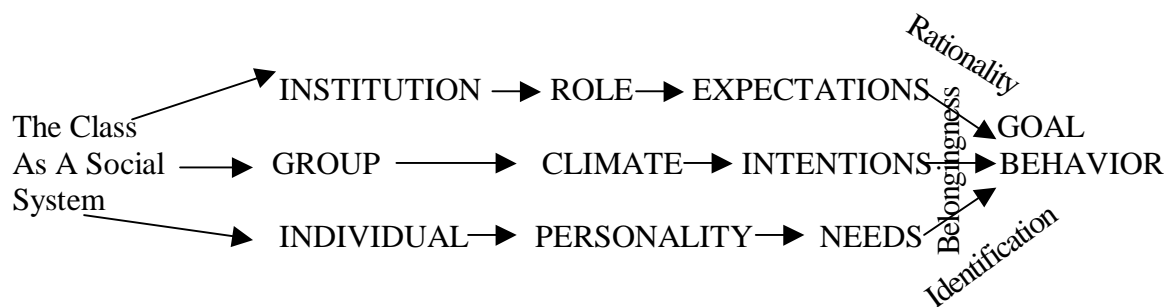 Rationality
INSTITUTION ROLE EXPECTATIONS
The Class
As A Social
System
GROUP CLIMATE INTENTIONS
Belongingness
GOAL
BEHAVIOR
INDIVIDUAL PERSONALITY NEEDS
Identification